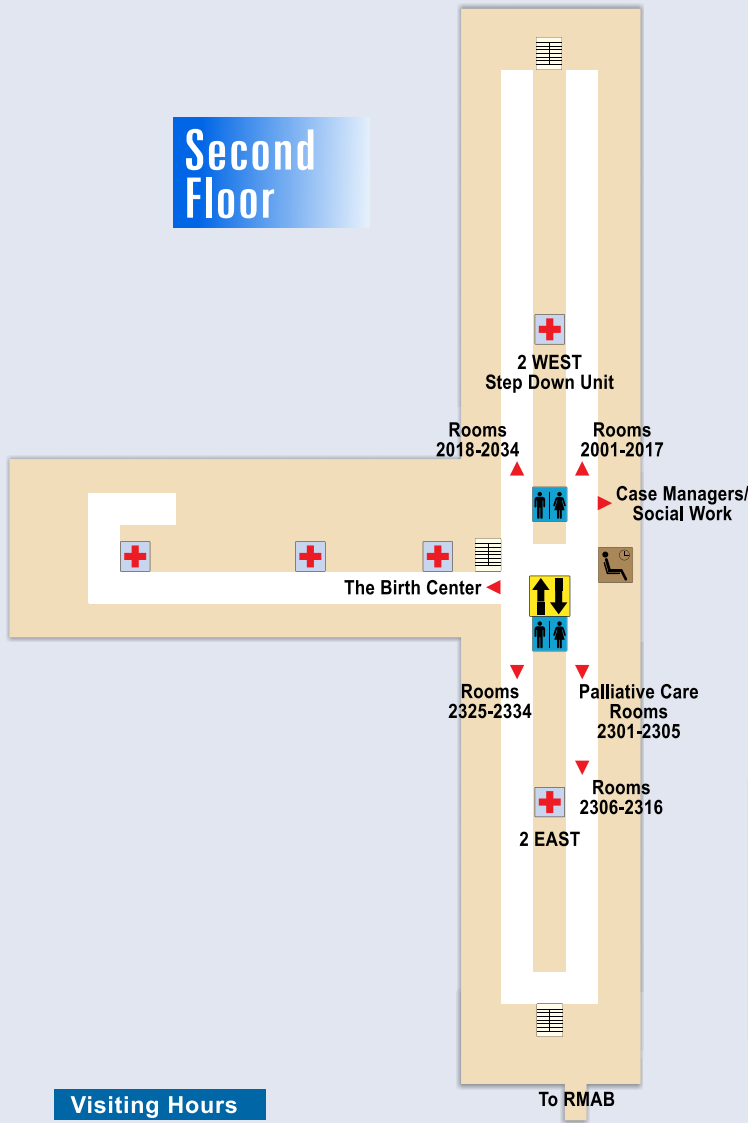 Second
Floor
2 WEST
Step Down Unit
Rooms
2018-2034
Rooms
2001-2017
Case Managers/
Social Work
The Birth Center
Rooms
2325-2334
Palliative Care
Rooms
2301-2305
Rooms
2306-2316
2 EAST
To RMAB
Visiting Hours